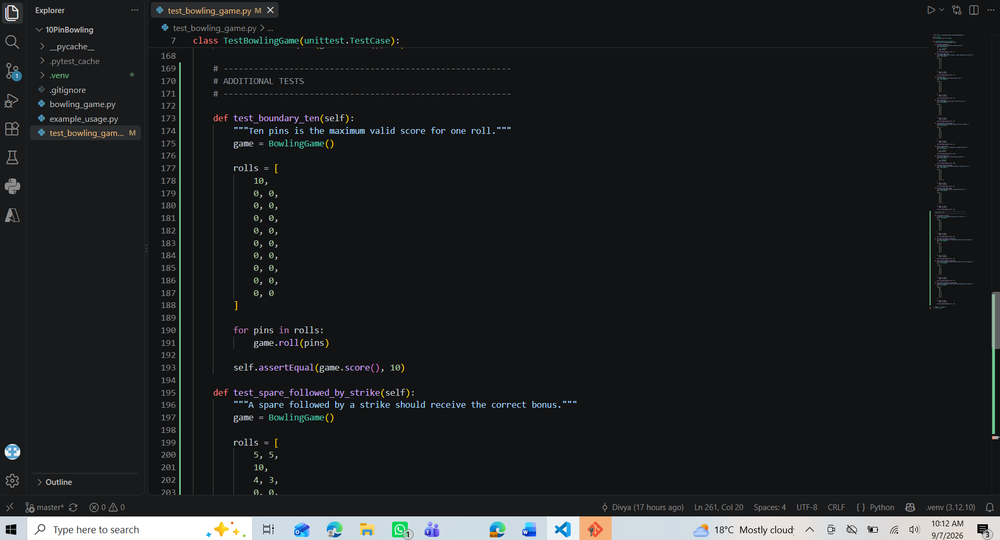 Explorer
10PinBowling
__pycache__
.pytest_cache
.venv
.gitignore
bowling_game.py
example_usage.py
test_bowling_gam... M
Outline
1
test_bowling_game.py M
test_bowling_game.py > ...
7 class TestBowlingGame(unittest.TestCase):
168
169 # ---------------------------------------------------------
170 # ADDITIONAL TESTS
171 # ---------------------------------------------------------
172
173 def test_boundary_ten(self):
174 """Ten pins is the maximum valid score for one roll."""
175 game = BowlingGame()
176
177 rolls = [
178 10,
179 0, 0,
180 0, 0,
181 0, 0,
182 0, 0,
183 0, 0,
184 0, 0,
185 0, 0,
186 0, 0,
187 0, 0
188 ]
189
190 for pins in rolls:
191 game.roll(pins)
192
193 self.assertEqual(game.score(), 10)
194
195 def test_spare_followed_by_strike(self):
196 """A spare followed by a strike should receive the correct bonus."""
197 game = BowlingGame()
198
199 rolls = [
200 5, 5,
201 10,
202 4, 3,
203 0, 0,
master* 0 0 Divya (17 hours ago) Ln 261, Col 20 Spaces: 4 UTF-8 CRLF { } Python .venv (3.12.10)
Type here to search 1 18°C Mostly cloudy 10:12 AM
9/7/2026 3